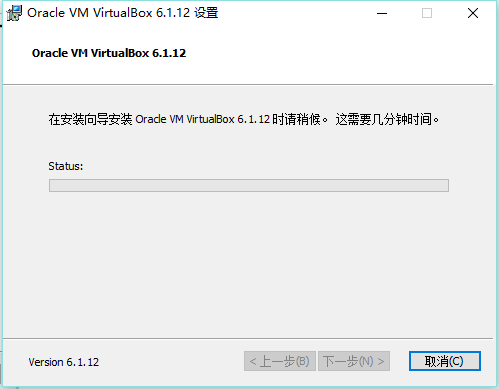 Oracle VM VirtualBox 6.1.12 设置
Oracle VM VirtualBox 6.1.12
在安装向导安装 Oracle VM VirtualBox 6.1.12 时请稍候。 这需要几分钟时间。
Status:
Version 6.1.12
< 上一步(B) 下一步(N) > 取消(C)